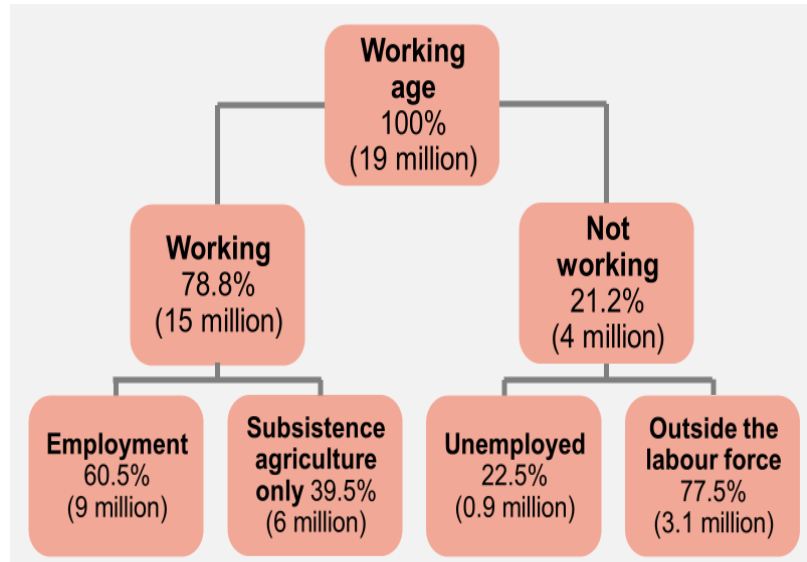 Working
age
100%
(19 million)
Working
78.8%
(15 million)
Not
working
21.2%
(4 million)
Employment
60.5%
(9 million)
Subsistence
agriculture
only 39.5%
(6 million)
Unemployed
22.5%
(0.9 million)
Outside the
labour force
77.5%
(3.1 million)